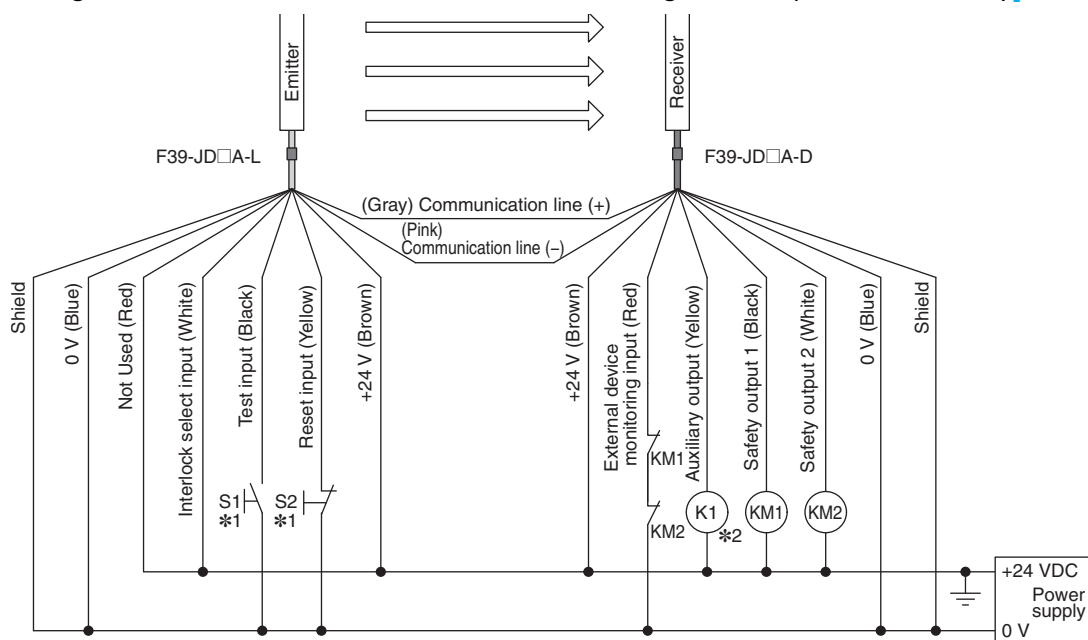 Emitter
Receiver
F39-JD□A-L
F39-JD□A-D
(Gray) Communication line (+)
(Pink)
Communication line (−)
Shield
0 V (Blue)
Not Used (Red)
Interlock select input (White)
Test input (Black)
Reset input (Yellow)
+24 V (Brown)
+24 V (Brown)
External device
monitoring input (Red)
Auxiliary output (Yellow)
Safety output 1 (Black)
Safety output 2 (White)
0 V (Blue)
Shield
S1
*1
S2
*1
KM1
KM2
K1
*2
KM1
KM2
+24 VDC
Power
supply
0 V